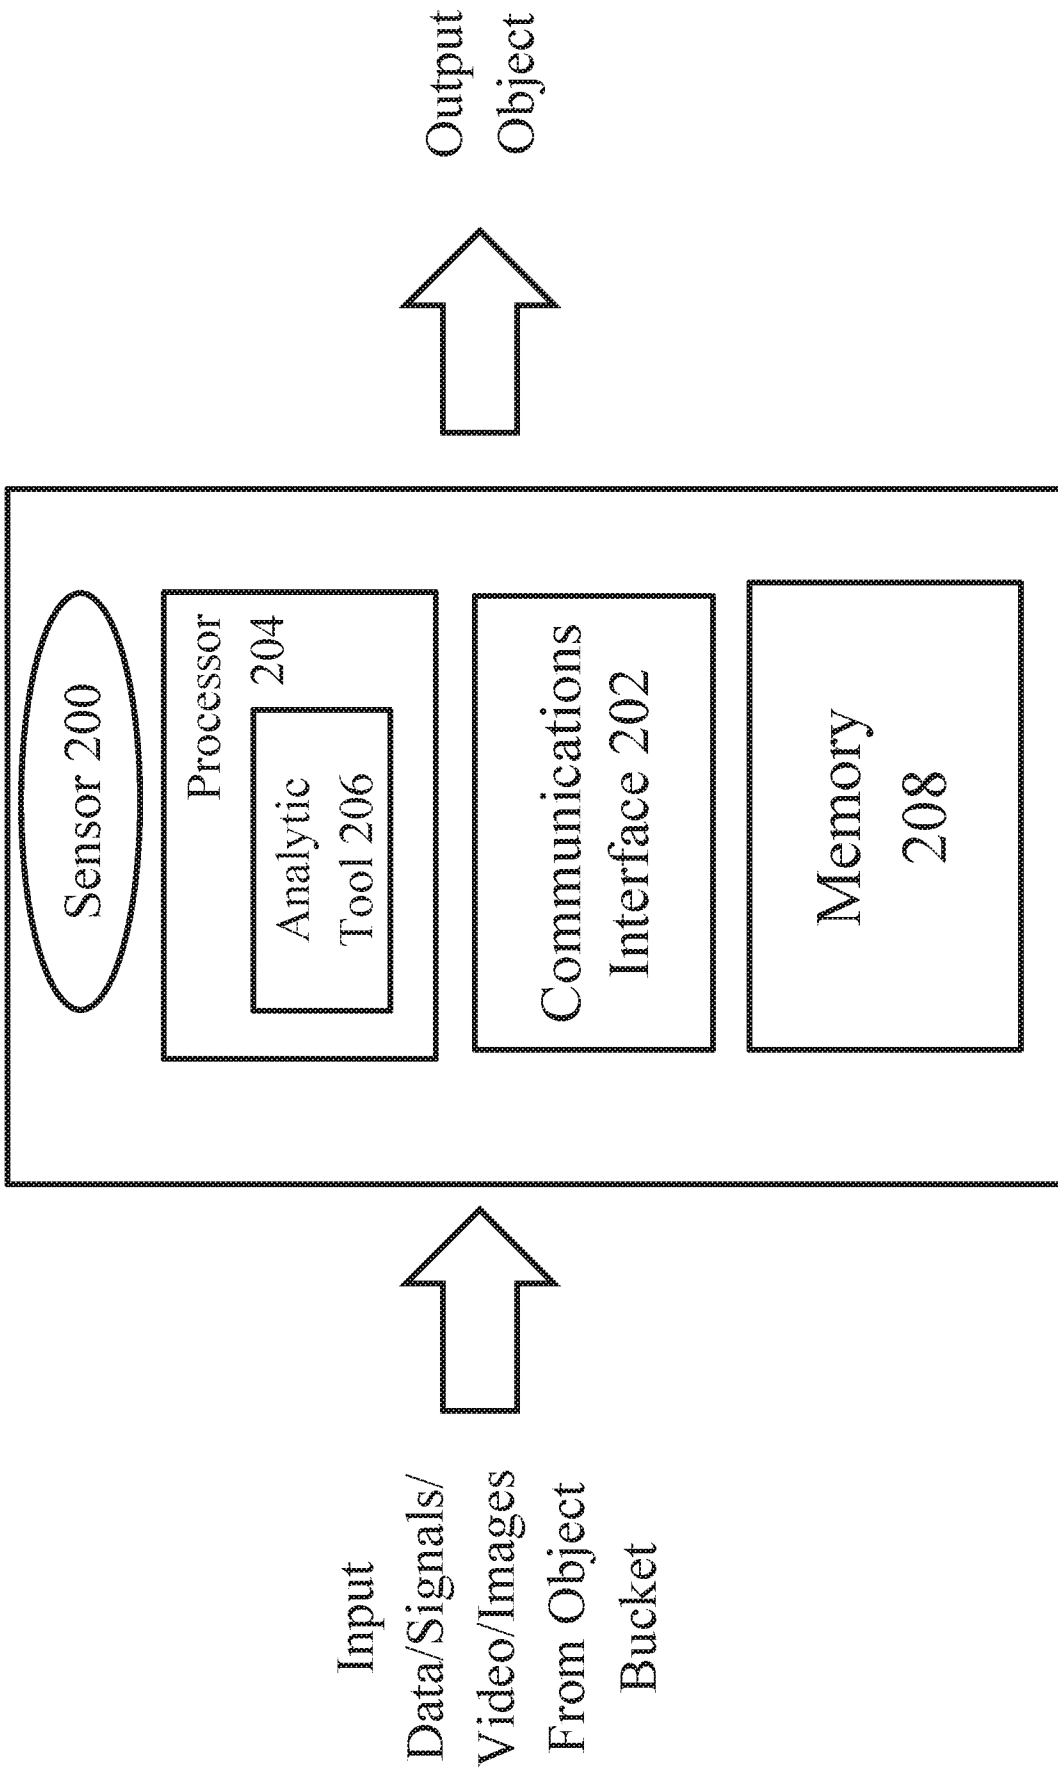 Input
Data/Signals/
Video/Images
From Object
Bucket
Sensor 200
Processor
204
Analytic
Tool 206
Communications
Interface 202
Memory
208
Output
Object